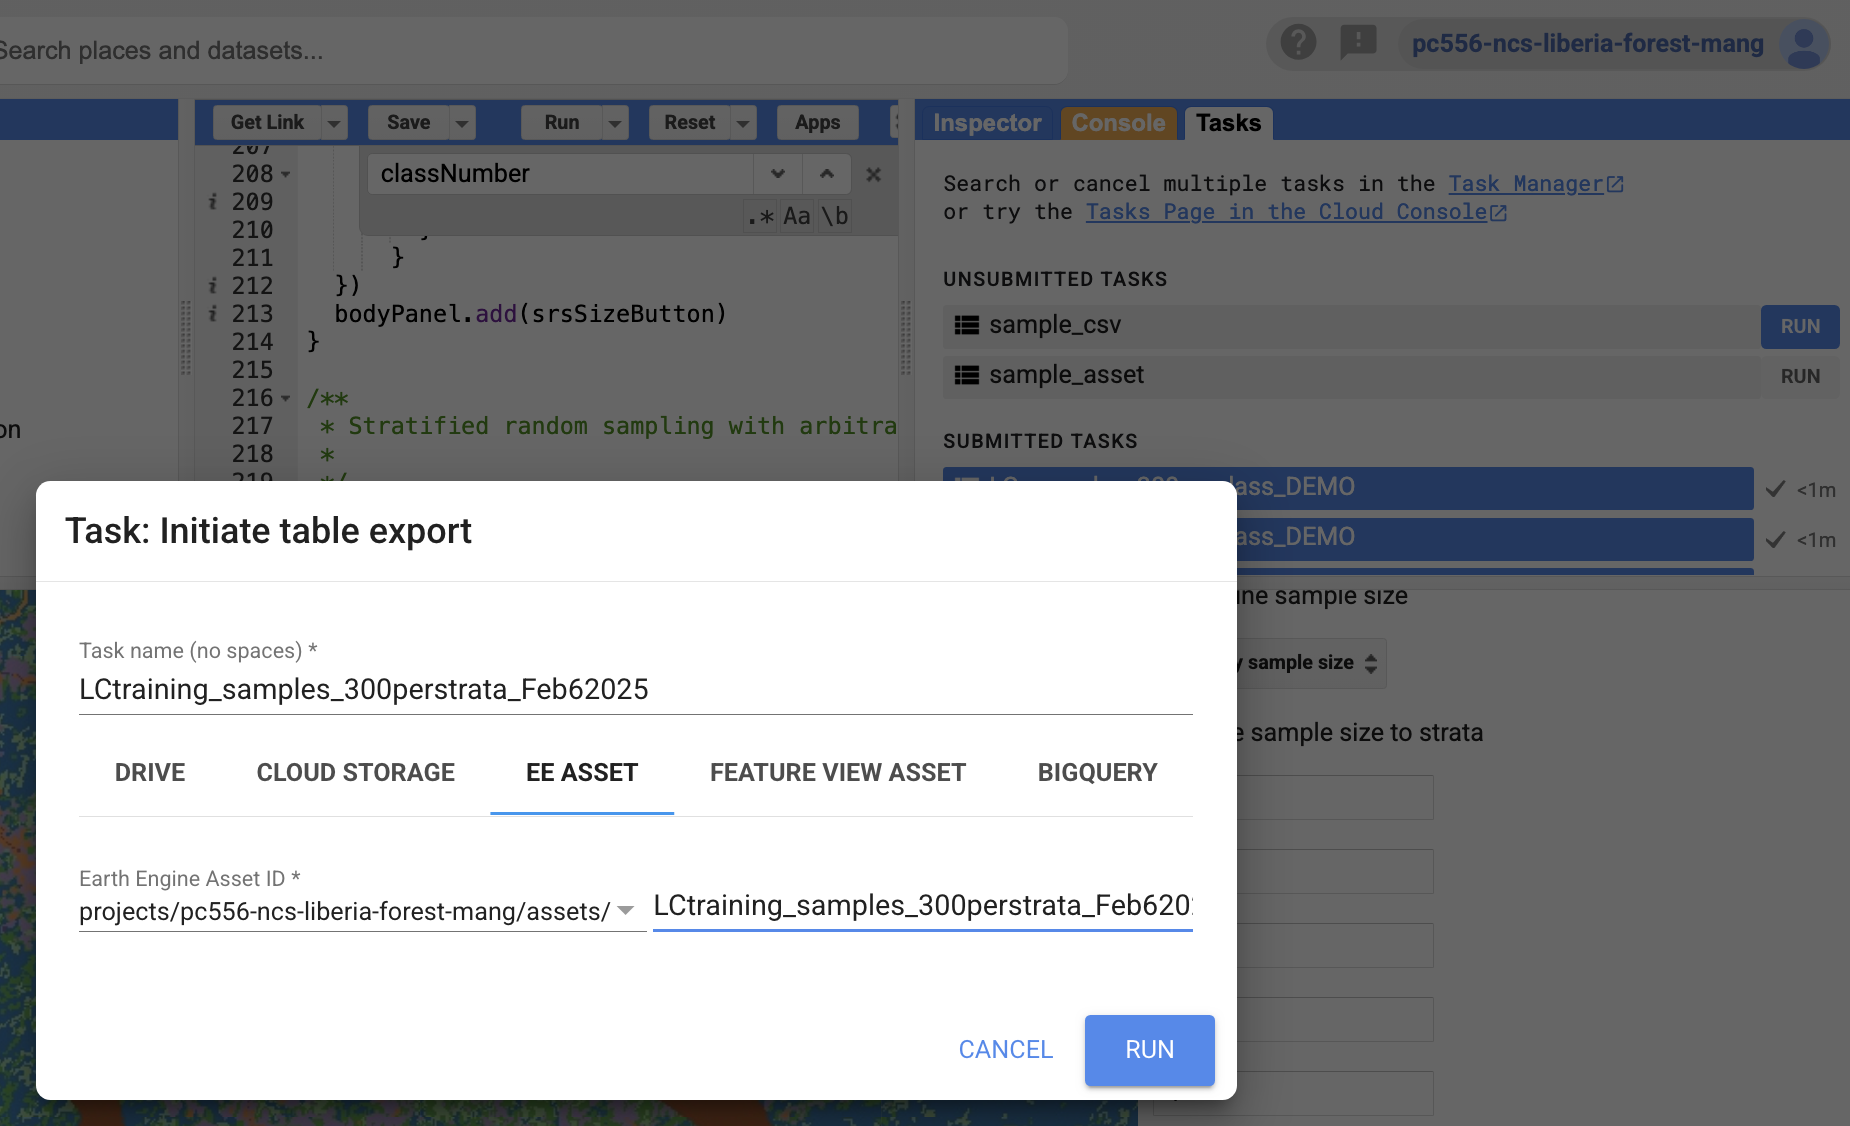 Search places and datasets...
pc556-ncs-liberia-forest-mang
Get Link
Save
Run
Reset
Apps
Inspector
Console
Tasks
207
208
classNumber
209
.* Aa \b
210
211 }
212 })
213 bodyPanel.add(srsSizeButton)
214 }
215
216 /**
217 * Stratified random sampling with arbitra
218 *
219 */
on
Search or cancel multiple tasks in the Task Manager
or try the Tasks Page in the Cloud Console
UNSUBMITTED TASKS
sample_csv RUN
sample_asset RUN
SUBMITTED TASKS
lass_DEMO <1m
ass_DEMO <1m
ine sample size
y sample size
e sample size to strata
Task: Initiate table export
Task name (no spaces) *
LCtraining_samples_300perstrata_Feb62025
DRIVE
CLOUD STORAGE
EE ASSET
FEATURE VIEW ASSET
BIGQUERY
Earth Engine Asset ID *
projects/pc556-ncs-liberia-forest-mang/assets/
LCtraining_samples_300perstrata_Feb620
CANCEL
RUN